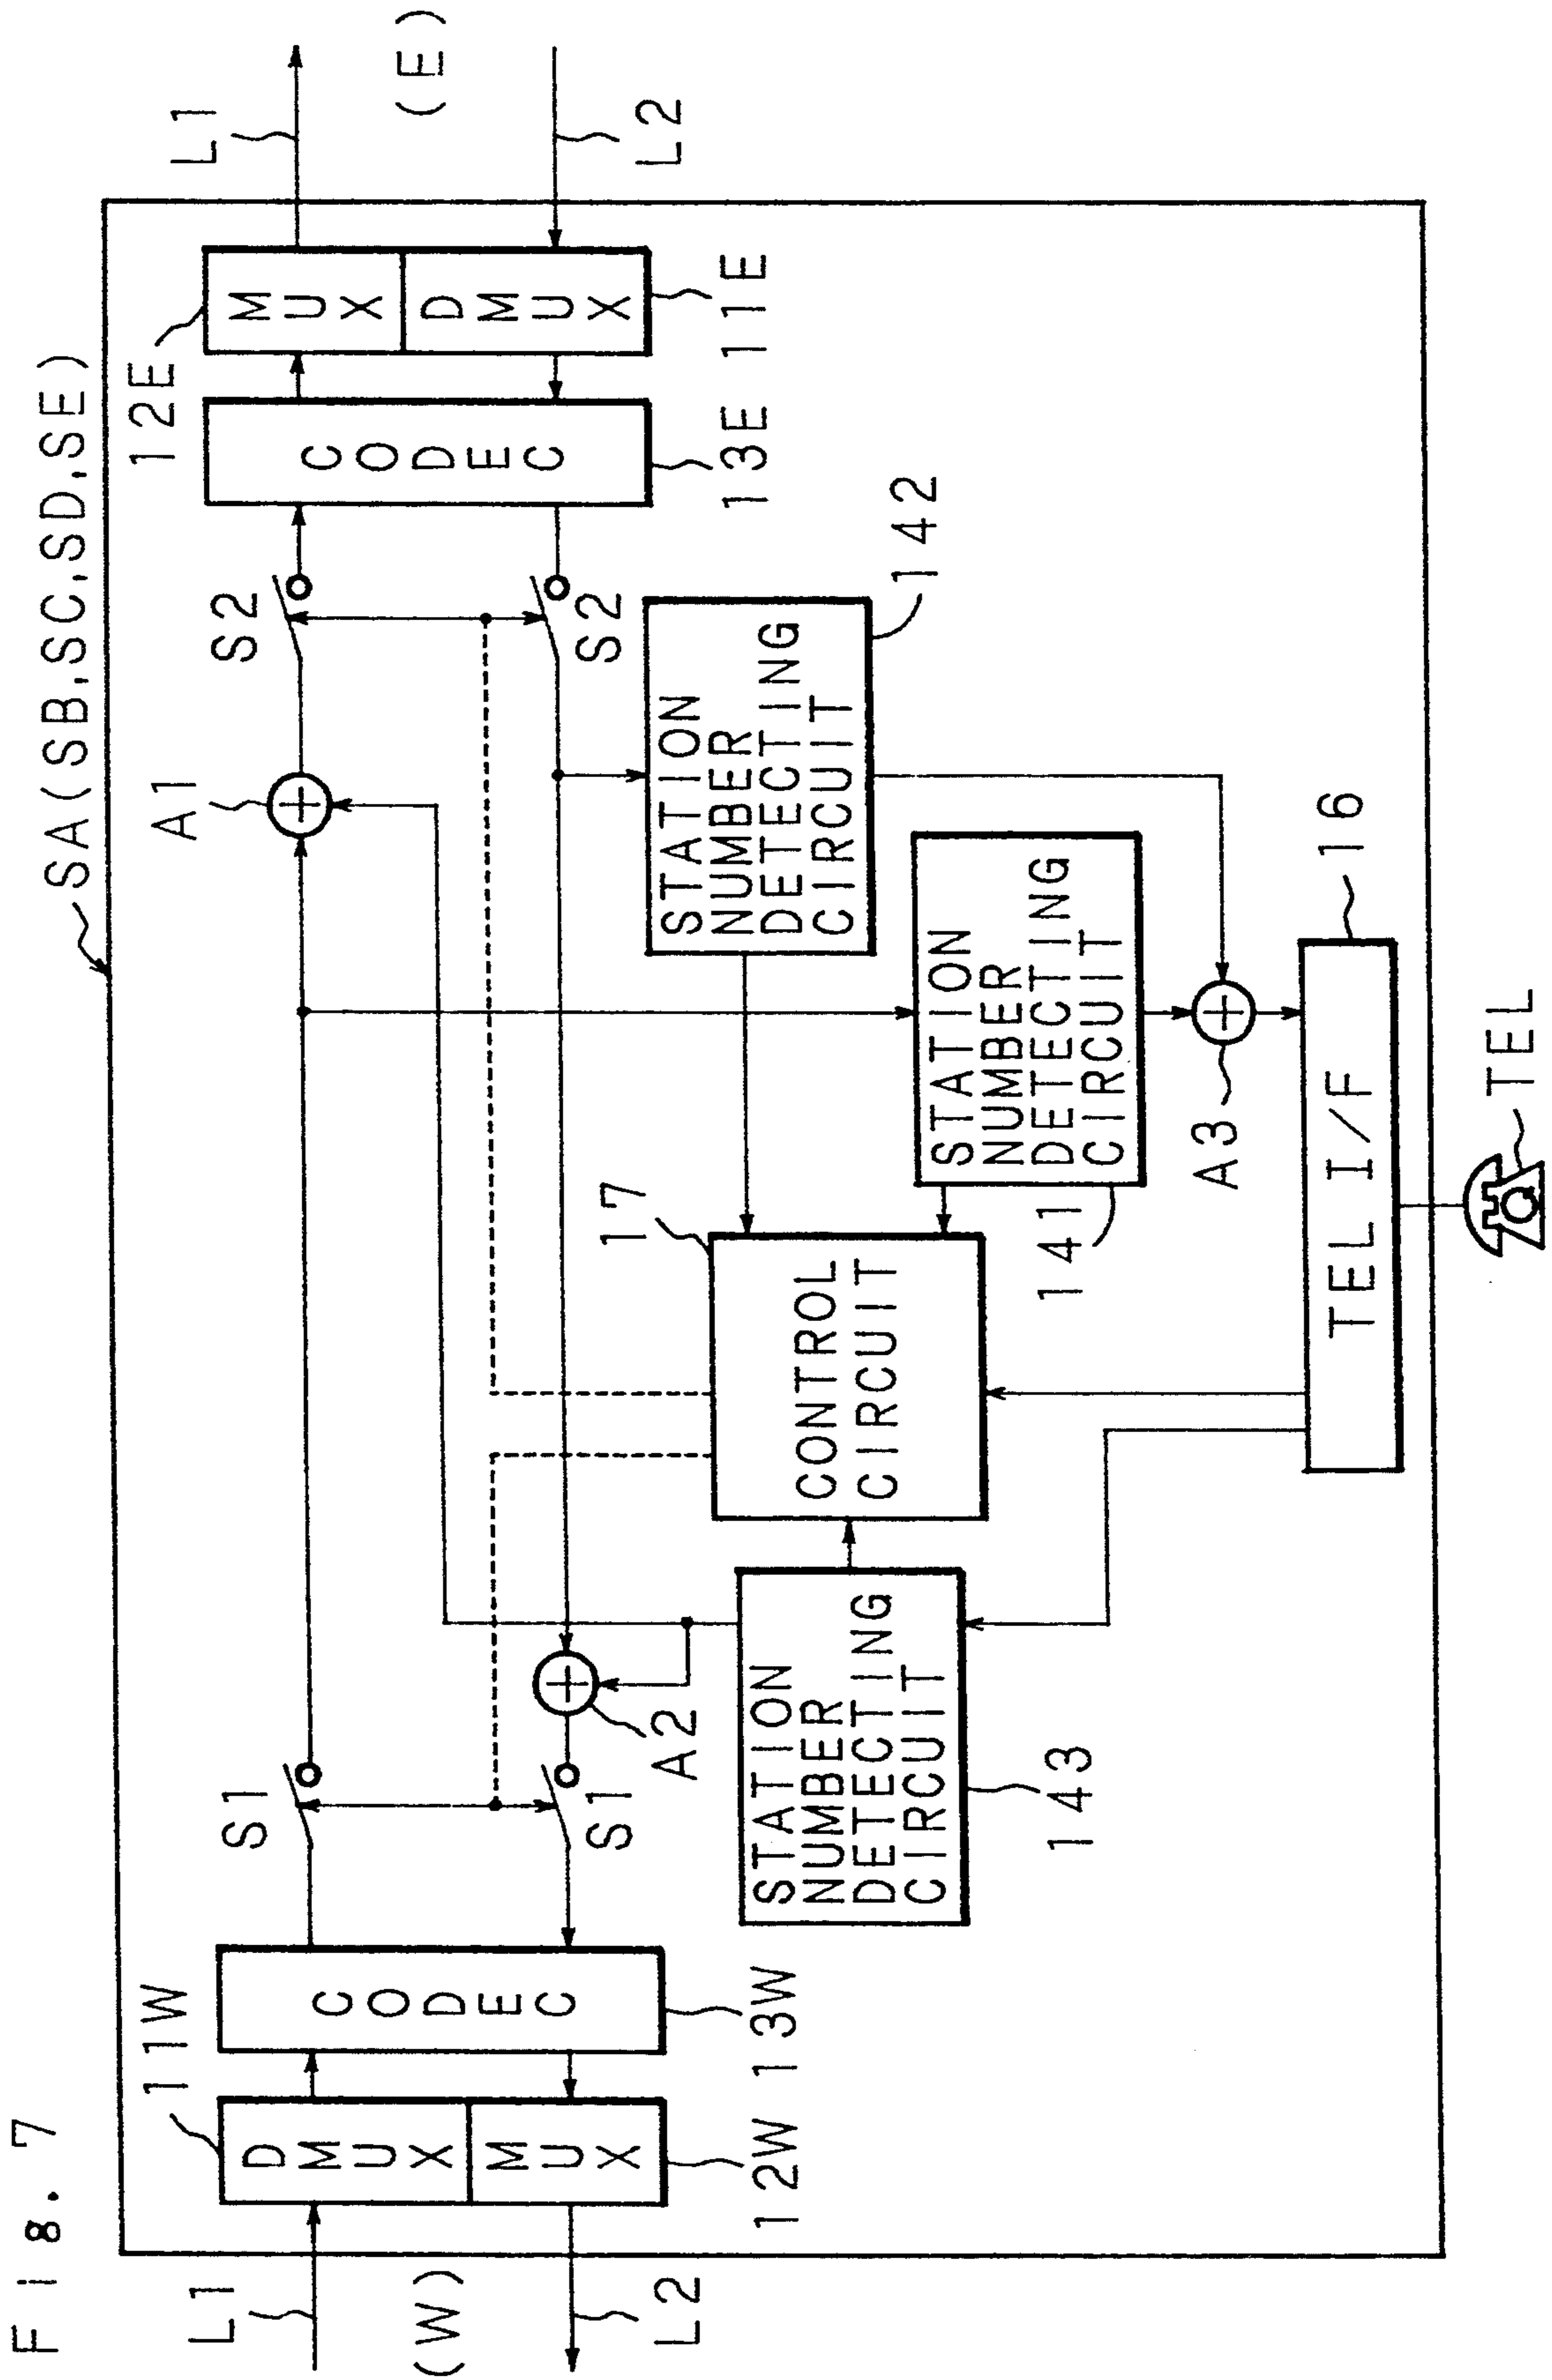 Fig. 7
SA(SB,SC,SD,SE)
L1
(W)
L2
11W
DMUX
MUX
12W
CODEC
13W
S1
S1
A2
A1
S2
S2
CODEC
13E
12E
MUX
DMUX
11E
L1
(E)
L2
STATION
NUMBER
DETECTING
CIRCUIT
143
CONTROL
CIRCUIT
17
STATION
NUMBER
DETECTING
CIRCUIT
142
STATION
NUMBER
DETECTING
CIRCUIT
141
A3
TEL I/F
16
TEL